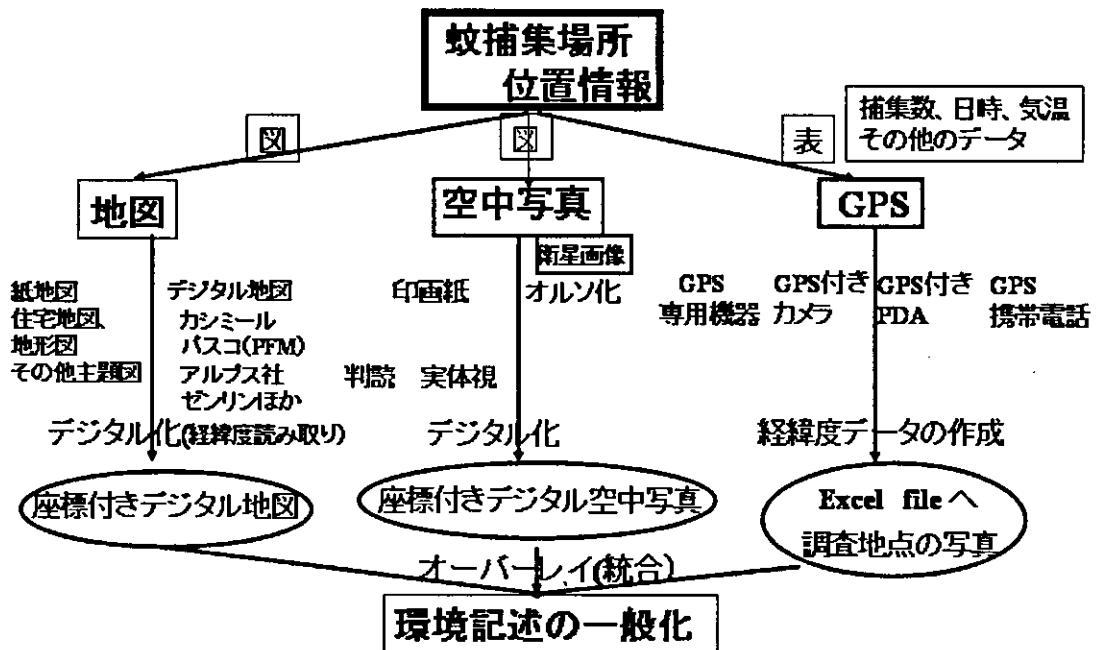 蚊捕集場所
位置情報
捕集数、日時、気温
その他のデータ
図
図
表
地図
空中写真
GPS
衛星画像
紙地図
住宅地図、
地形図
その他主題図
デジタル地図
カシミール
パスコ(PFM)
アルプス社
ゼンリンほか
印画紙
オルソ化
判読 実体視
GPS
専用機器
GPS付き
カメラ
GPS付き
PDA
GPS
携帯電話
デジタル化(経緯度読み取り)
デジタル化
経緯度データの作成
座標付きデジタル地図
座標付きデジタル空中写真
Excel fileへ
調査地点の写真
オーバーレイ(統合)
環境記述の一般化